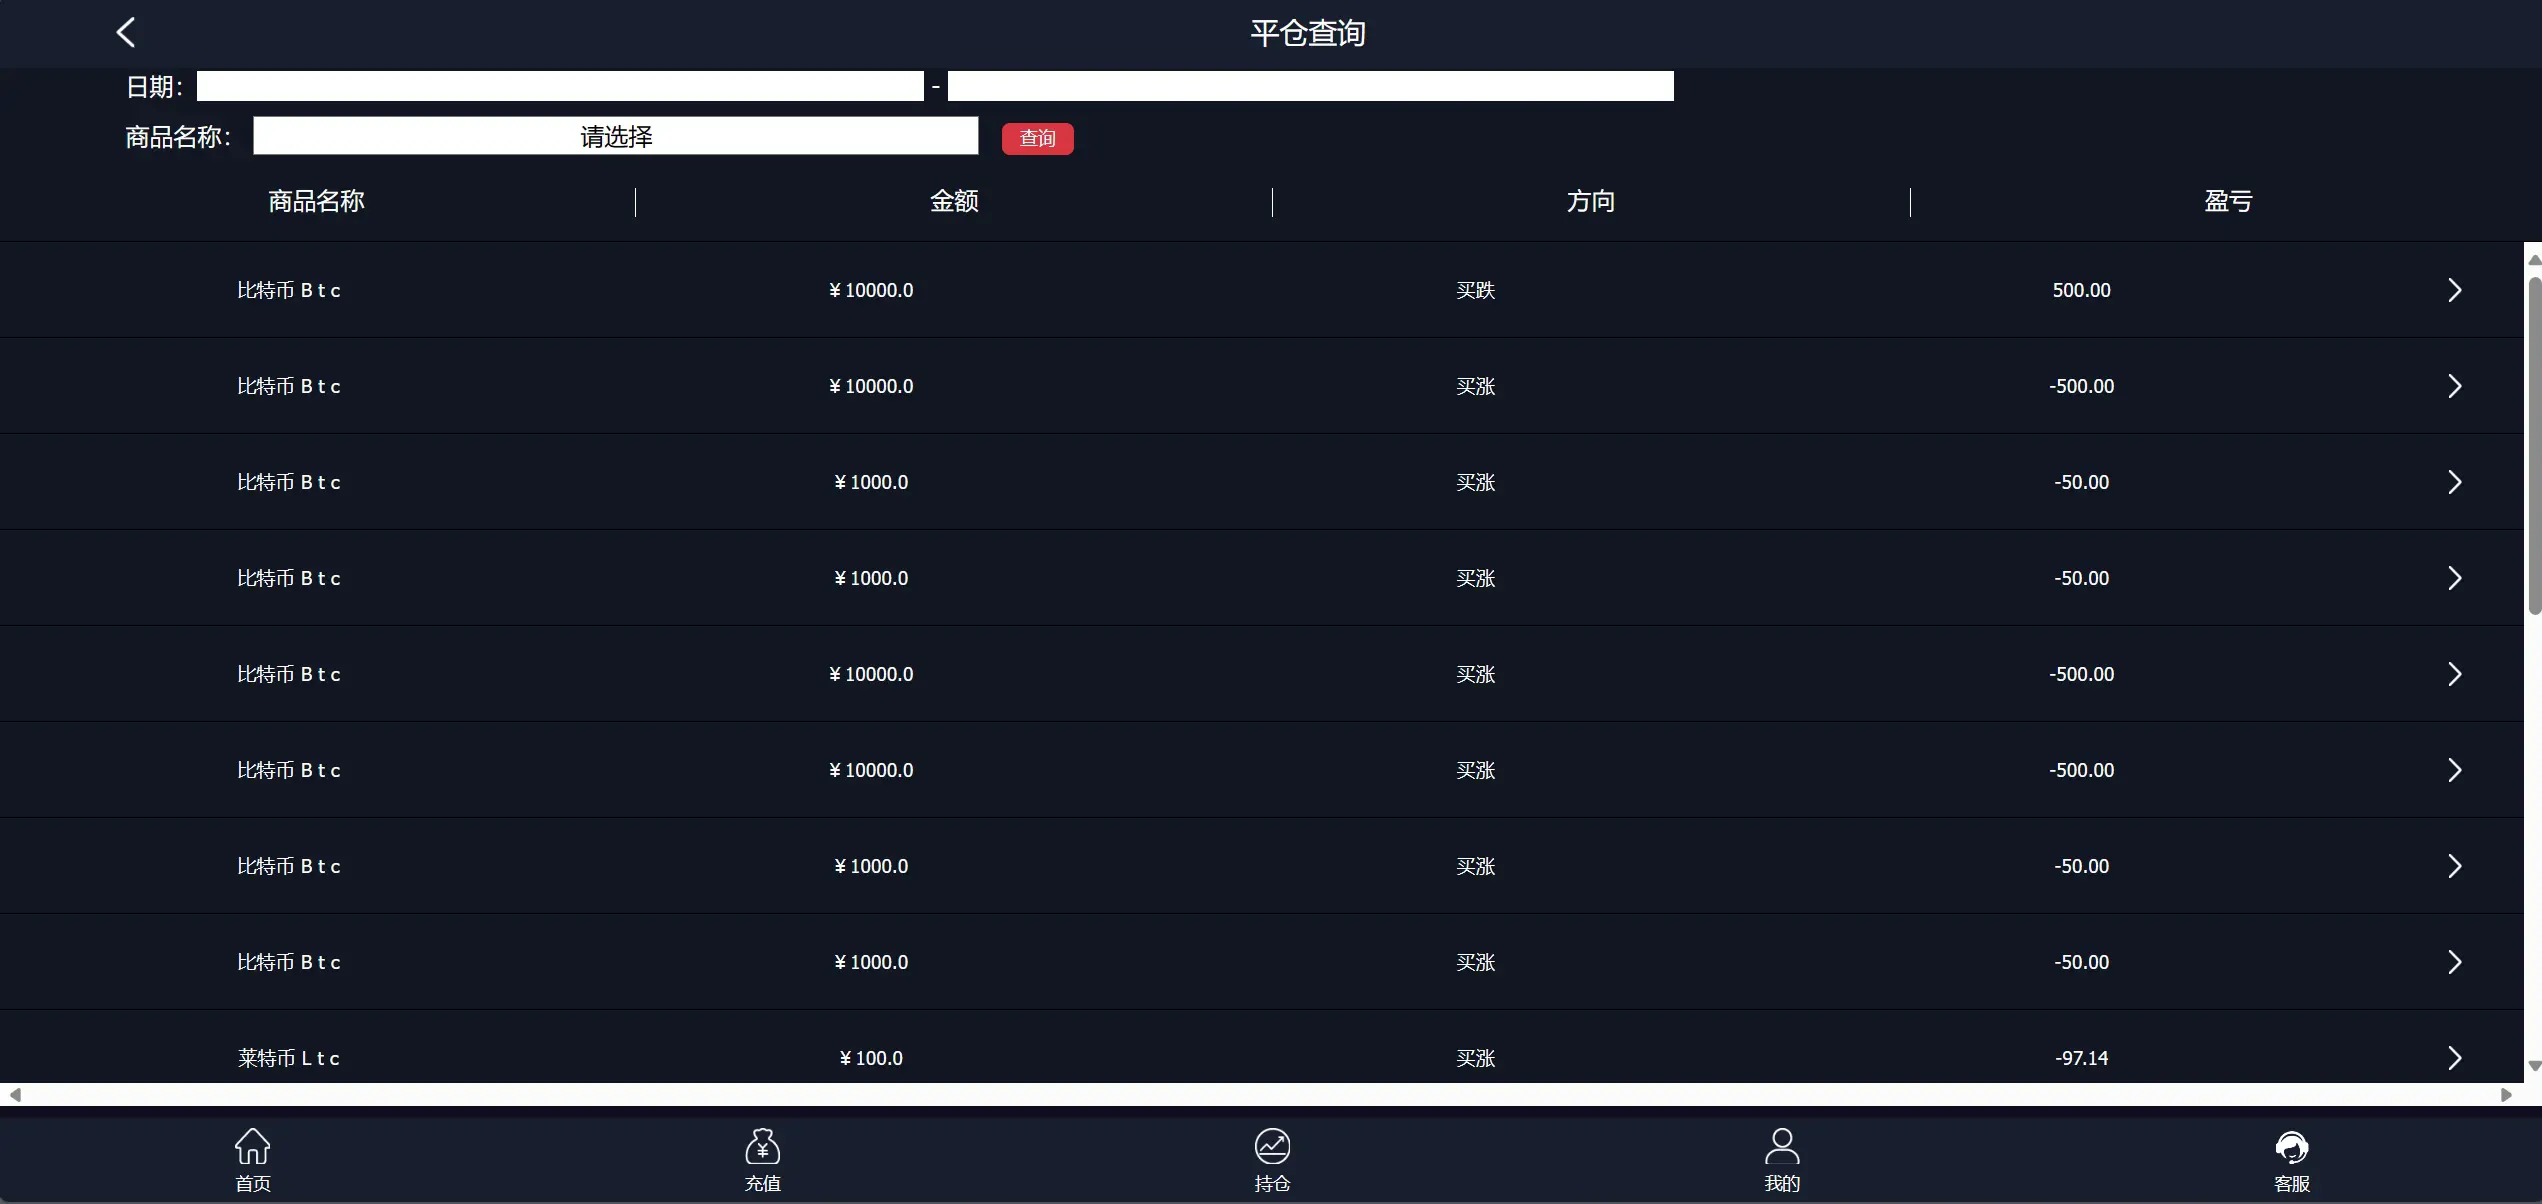 平仓查询
日期： -
商品名称： 请选择 查询
商品名称 金额 方向 盈亏
比特币 B t c ¥ 10000.0 买跌 500.00
比特币 B t c ¥ 10000.0 买涨 -500.00
比特币 B t c ¥ 1000.0 买涨 -50.00
比特币 B t c ¥ 1000.0 买涨 -50.00
比特币 B t c ¥ 10000.0 买涨 -500.00
比特币 B t c ¥ 10000.0 买涨 -500.00
比特币 B t c ¥ 1000.0 买涨 -50.00
比特币 B t c ¥ 1000.0 买涨 -50.00
莱特币 L t c ¥ 100.0 买涨 -97.14
首页 充值 持仓 我的 客服